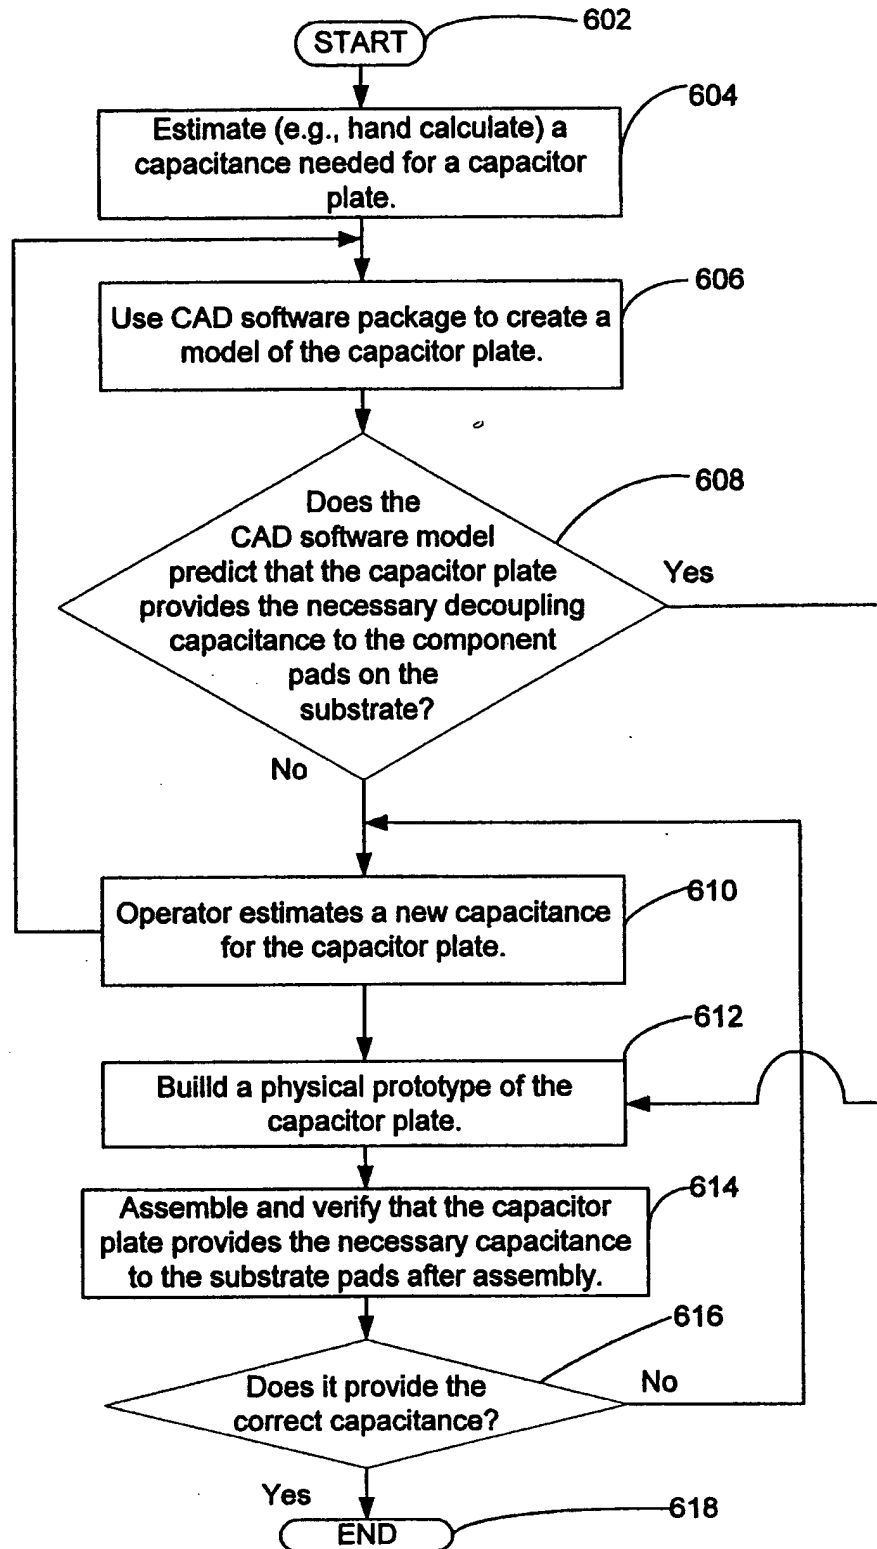 START
602
604
Estimate (e.g., hand calculate) a
capacitance needed for a capacitor
plate.
606
Use CAD software package to create a
model of the capacitor plate.
608
Does the
CAD software model
predict that the capacitor plate
provides the necessary decoupling
capacitance to the component
pads on the
substrate?
Yes
No
610
Operator estimates a new capacitance
for the capacitor plate.
612
Builld a physical prototype of the
capacitor plate.
614
Assemble and verify that the capacitor
plate provides the necessary capacitance
to the substrate pads after assembly.
616
Does it provide the
correct capacitance?
No
Yes
618
END